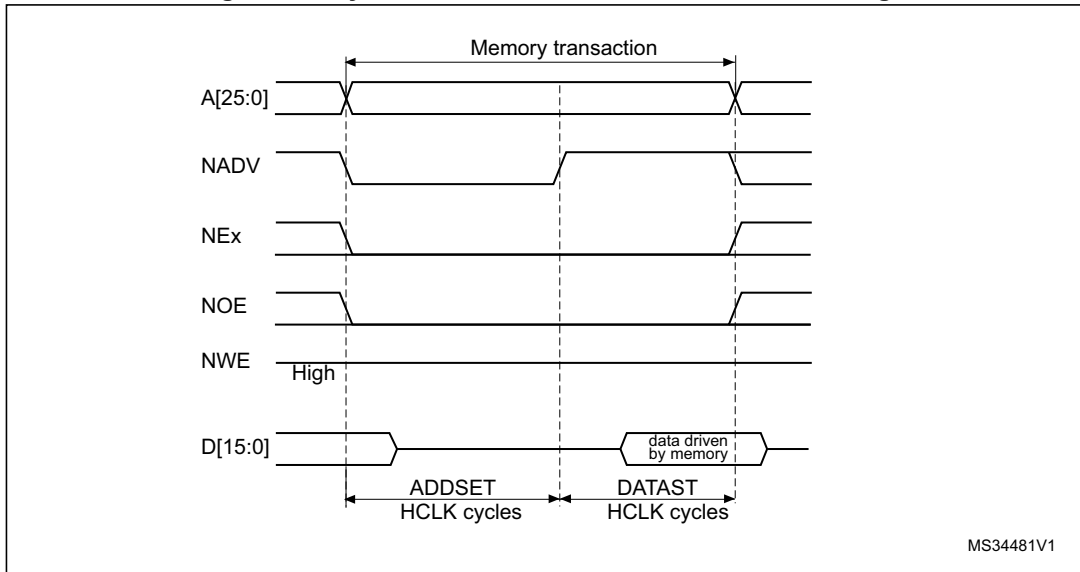 Memory transaction
A[25:0]
NADV
NEx
NOE
NWE
High
D[15:0]
data driven
by memory
ADDSET
DATAST
HCLK cycles
HCLK cycles
MS34481V1